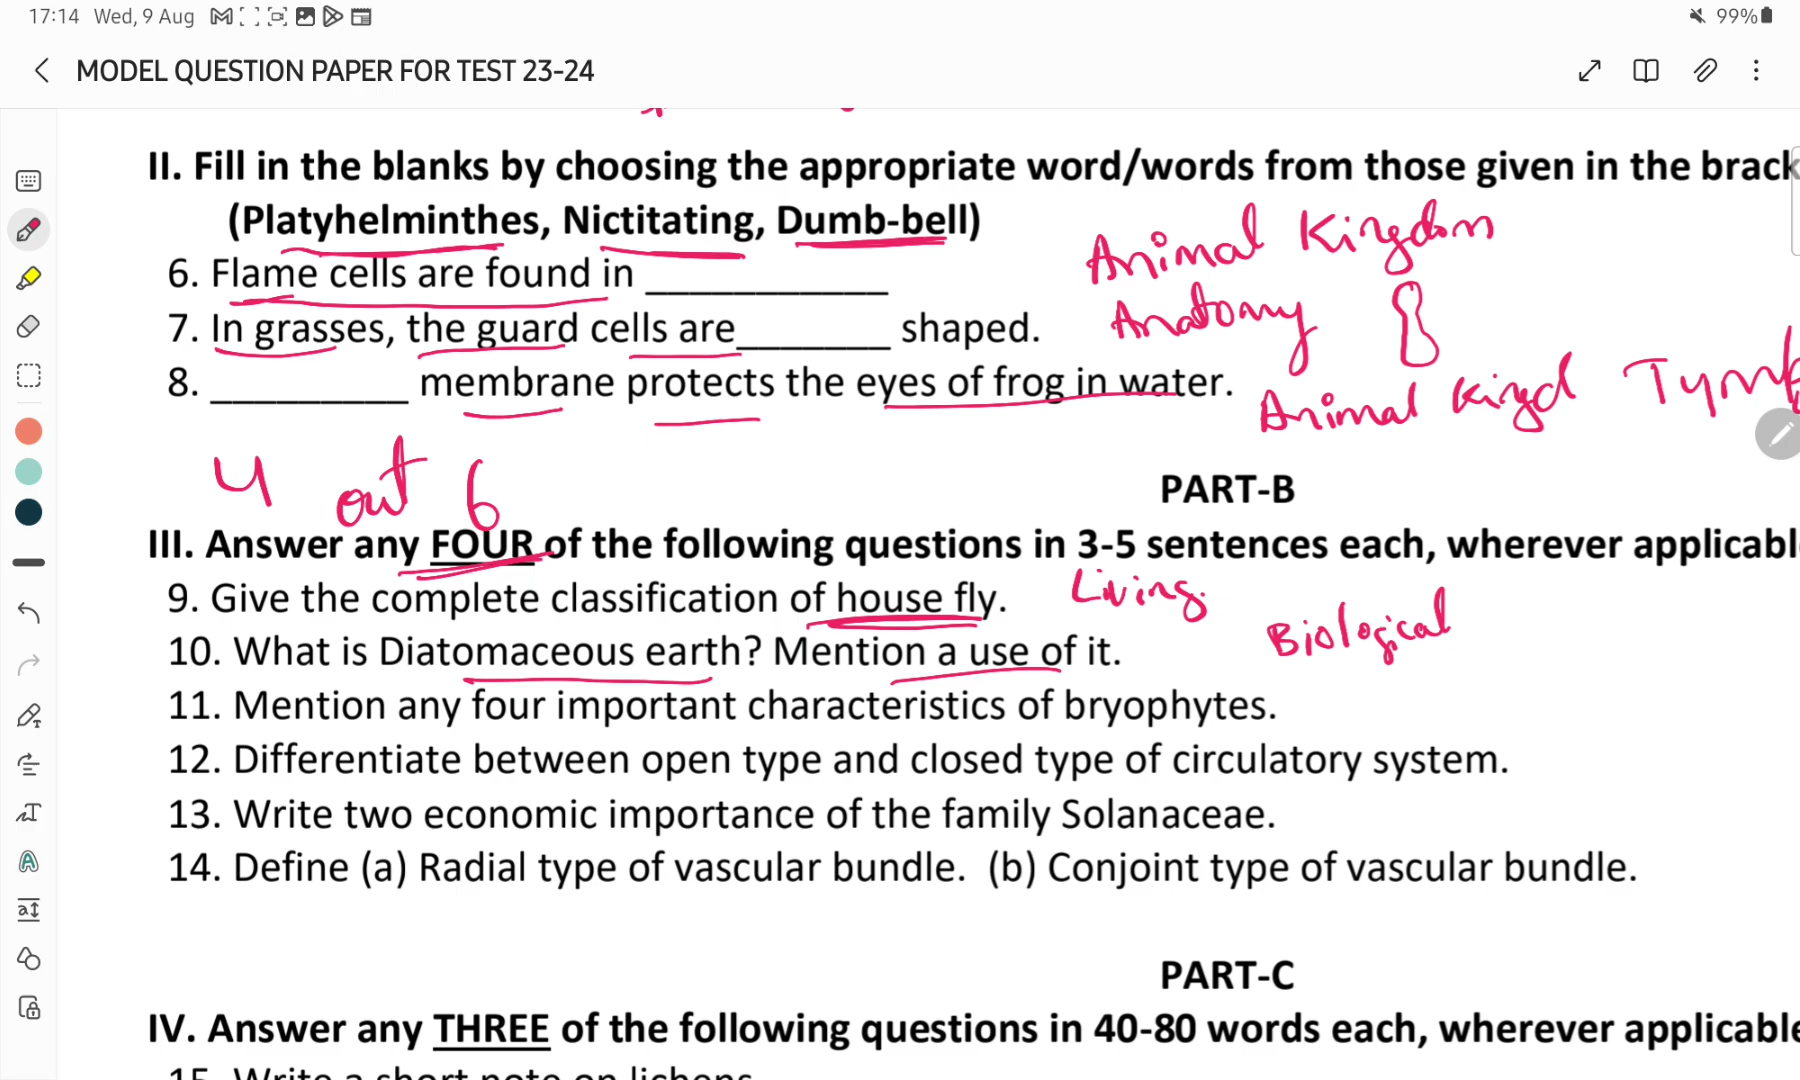 17:14 Wed, 9 Aug
99%
MODEL QUESTION PAPER FOR TEST 23-24
II. Fill in the blanks by choosing the appropriate word/words from those given in the brack
(Platyhelminthes, Nictitating, Dumb-bell)
Animal Kingdom
6. Flame cells are found in ___________
Anatomy 8
7. In grasses, the guard cells are_______ shaped.
8. _________ membrane protects the eyes of frog in water.
Animal Kingd Tymp
4 out 6
PART-B
III. Answer any FOUR of the following questions in 3-5 sentences each, wherever applicabl
9. Give the complete classification of house fly. Living
10. What is Diatomaceous earth? Mention a use of it. Biological
11. Mention any four important characteristics of bryophytes.
12. Differentiate between open type and closed type of circulatory system.
13. Write two economic importance of the family Solanaceae.
14. Define (a) Radial type of vascular bundle. (b) Conjoint type of vascular bundle.
PART-C
IV. Answer any THREE of the following questions in 40-80 words each, wherever applicable
15. Write a short note on lichens